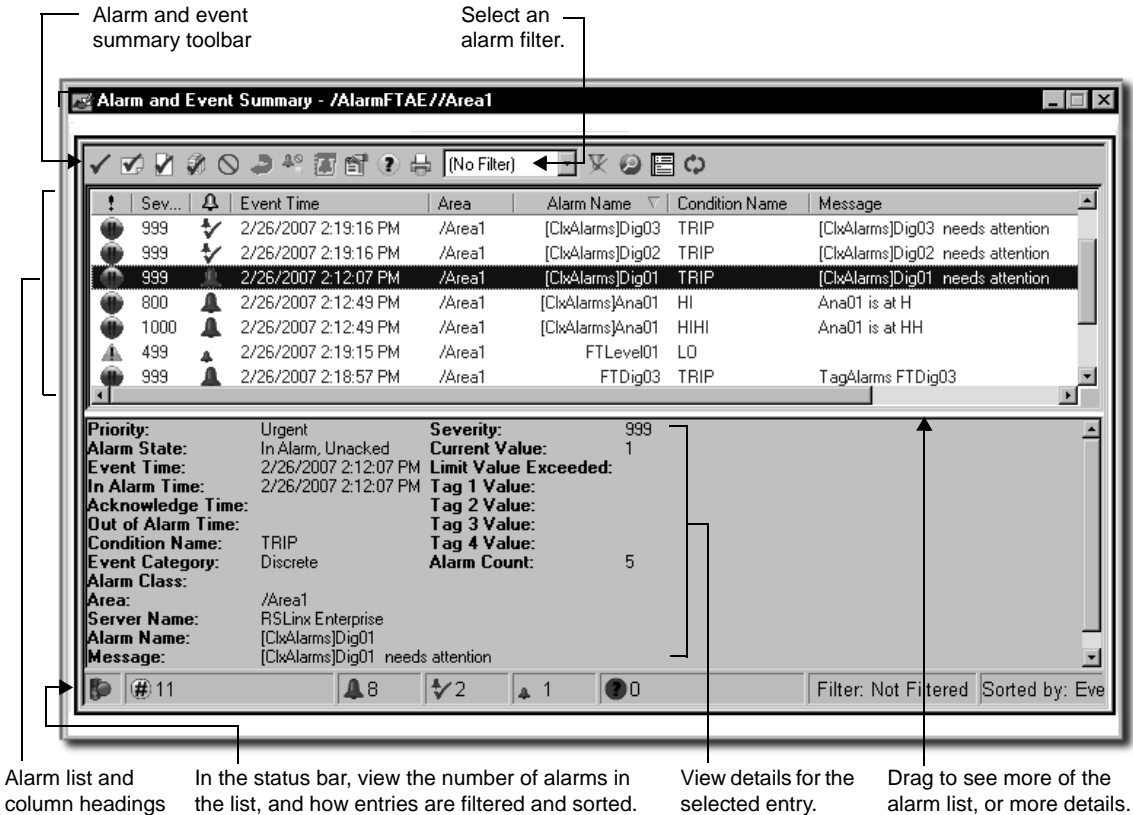 Alarm and event
summary toolbar
Select an
alarm filter.
Alarm and Event Summary - /AlarmFTAE//Area1
(No Filter)
! Sev... Event Time Area Alarm Name Condition Name Message
999 2/26/2007 2:19:16 PM /Area1 [ClxAlarms]Dig03 TRIP [ClxAlarms]Dig03 needs attention
999 2/26/2007 2:19:16 PM /Area1 [ClxAlarms]Dig02 TRIP [ClxAlarms]Dig02 needs attention
999 2/26/2007 2:12:07 PM /Area1 [ClxAlarms]Dig01 TRIP [ClxAlarms]Dig01 needs attention
800 2/26/2007 2:12:49 PM /Area1 [ClxAlarms]Ana01 HI Ana01 is at H
1000 2/26/2007 2:12:49 PM /Area1 [ClxAlarms]Ana01 HIHI Ana01 is at HH
499 2/26/2007 2:19:15 PM /Area1 FTLevel01 LO
999 2/26/2007 2:18:57 PM /Area1 FTDig03 TRIP TagAlarms FTDig03
Priority: Urgent Severity: 999
Alarm State: In Alarm, Unacked Current Value: 1
Event Time: 2/26/2007 2:12:07 PM Limit Value Exceeded:
In Alarm Time: 2/26/2007 2:12:07 PM Tag 1 Value:
Acknowledge Time: Tag 2 Value:
Out of Alarm Time: Tag 3 Value:
Condition Name: TRIP Tag 4 Value:
Event Category: Discrete Alarm Count: 5
Alarm Class:
Area: /Area1
Server Name: RSLinx Enterprise
Alarm Name: [ClxAlarms]Dig01
Message: [ClxAlarms]Dig01 needs attention
# 11 8 2 1 ? 0 Filter: Not Filtered Sorted by: Eve
Alarm list and
column headings
In the status bar, view the number of alarms in
the list, and how entries are filtered and sorted.
View details for the
selected entry.
Drag to see more of the
alarm list, or more details.